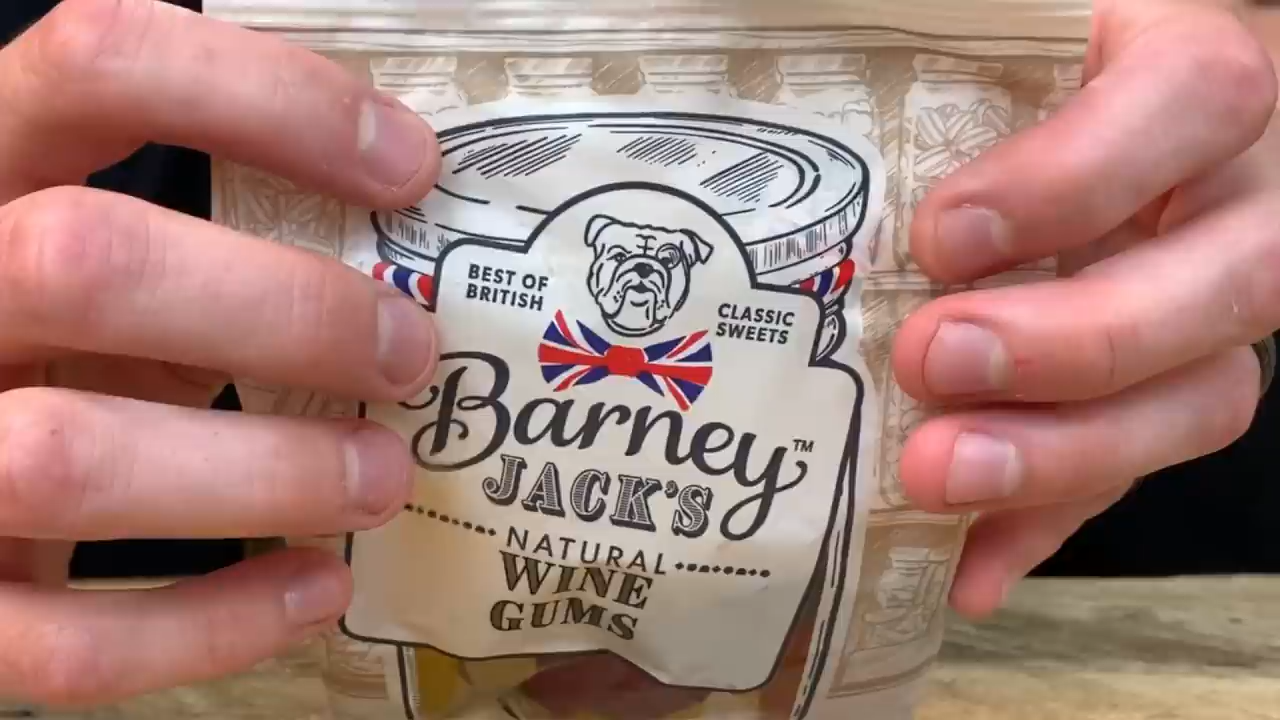 BEST OF
BRITISH
CLASSIC
SWEETS
Barney™
JACK'S
NATURAL
WINE
GUMS